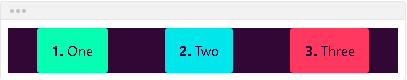 1. One 2. Two 3. Three